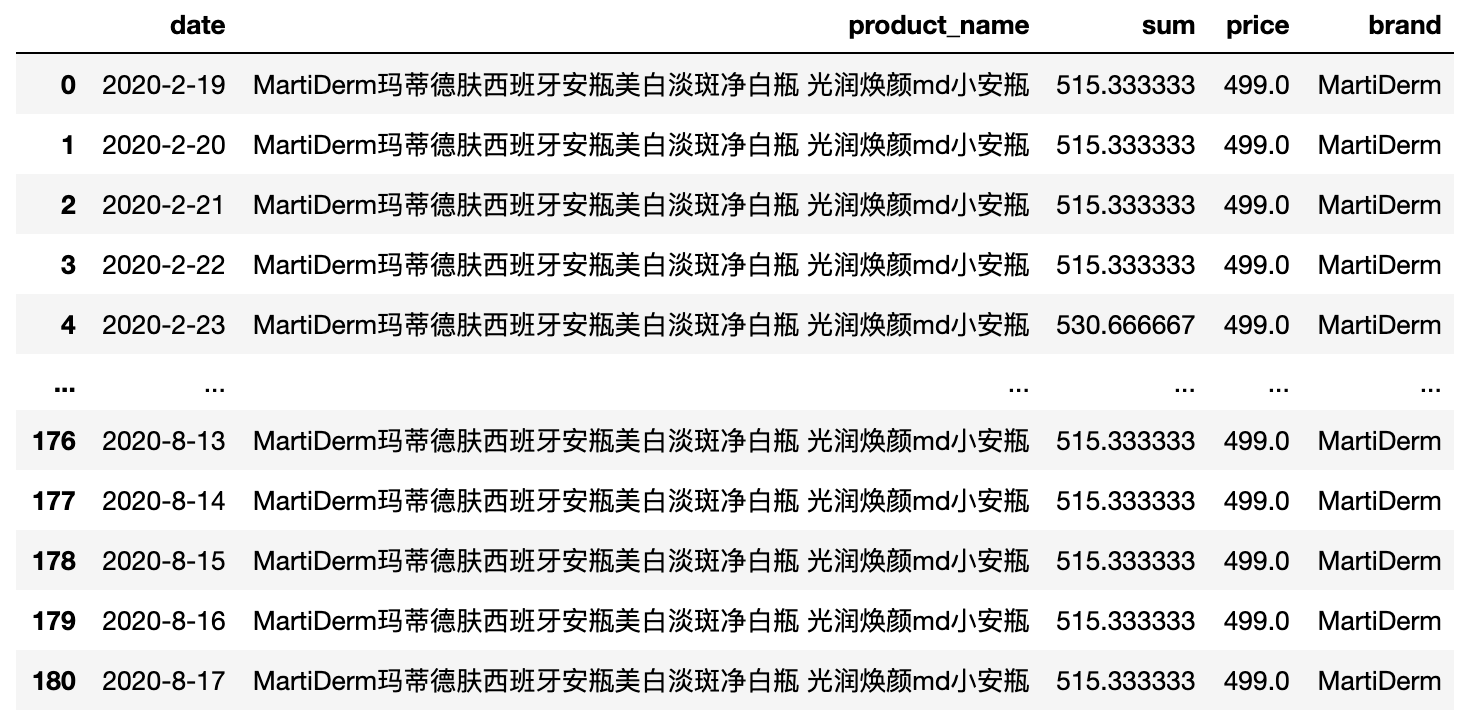 date product_name sum price brand
0 2020-2-19 MartiDerm玛蒂德肤西班牙安瓶美白淡斑净白瓶 光润焕颜md小安瓶 515.333333 499.0 MartiDerm
1 2020-2-20 MartiDerm玛蒂德肤西班牙安瓶美白淡斑净白瓶 光润焕颜md小安瓶 515.333333 499.0 MartiDerm
2 2020-2-21 MartiDerm玛蒂德肤西班牙安瓶美白淡斑净白瓶 光润焕颜md小安瓶 515.333333 499.0 MartiDerm
3 2020-2-22 MartiDerm玛蒂德肤西班牙安瓶美白淡斑净白瓶 光润焕颜md小安瓶 515.333333 499.0 MartiDerm
4 2020-2-23 MartiDerm玛蒂德肤西班牙安瓶美白淡斑净白瓶 光润焕颜md小安瓶 530.666667 499.0 MartiDerm
... ... ... ... ... ...
176 2020-8-13 MartiDerm玛蒂德肤西班牙安瓶美白淡斑净白瓶 光润焕颜md小安瓶 515.333333 499.0 MartiDerm
177 2020-8-14 MartiDerm玛蒂德肤西班牙安瓶美白淡斑净白瓶 光润焕颜md小安瓶 515.333333 499.0 MartiDerm
178 2020-8-15 MartiDerm玛蒂德肤西班牙安瓶美白淡斑净白瓶 光润焕颜md小安瓶 515.333333 499.0 MartiDerm
179 2020-8-16 MartiDerm玛蒂德肤西班牙安瓶美白淡斑净白瓶 光润焕颜md小安瓶 515.333333 499.0 MartiDerm
180 2020-8-17 MartiDerm玛蒂德肤西班牙安瓶美白淡斑净白瓶 光润焕颜md小安瓶 515.333333 499.0 MartiDerm